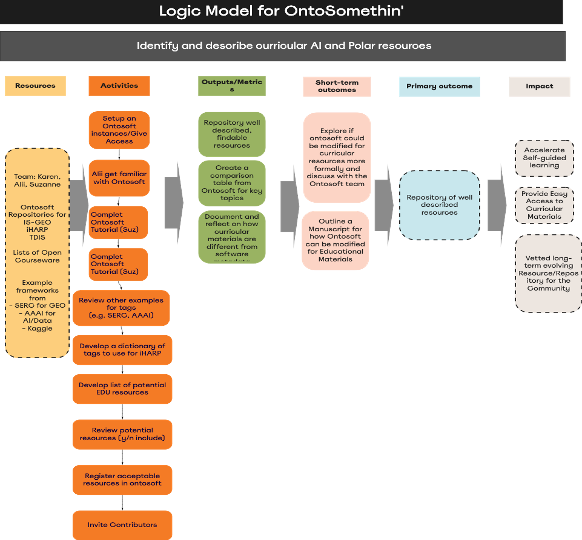 Logic Model for OntoSomethin'
Identify and describe curricular AI and Polar resources
Resources
Activities
Outputs/Metric
s
Short-term
outcomes
Primary outcome
Impact
Team: Karen,
Alli, Suzanne
Ontosoft
Repositories for
IS-GEO
iHARP
TDIS
Lists of Open
Courseware
Example
frameworks
from
- SERC for GEO
- AAAI for
AI/Data
- Kaggle
Setup an
Ontosoft
instances/Give
Access
Alli get familiar
with Ontosoft
Complet
Ontosoft
Tutorial (Suz)
Complet
Ontosoft
Tutorial (Suz)
Review other examples
for tags
(e.g, SERC, AAAI)
Develop a dictionary of
tags to use for iHARP
Develop list of potential
EDU resources
Review potential
resources (y/n include)
Register acceptable
resources in ontosoft
Invite Contributors
Repository well
described,
findable
resources
Create a
comparison
table from
Ontosoft for key
topics
Document and
reflect on how
curricular
materials are
different from
software
Explore if
ontosoft could
be modified for
curricular
resources more
formally and
discuss with the
Ontosoft team
Outline a
Manuscript for
how Ontosoft
can be modified
for Educational
Materials
Repository of well
described
resources
Accelerate
Self-guided
learning
Provide Easy
Access to
Curricular
Materials
Vetted long-
term evolving
Resource/Repos
itory for the
Community